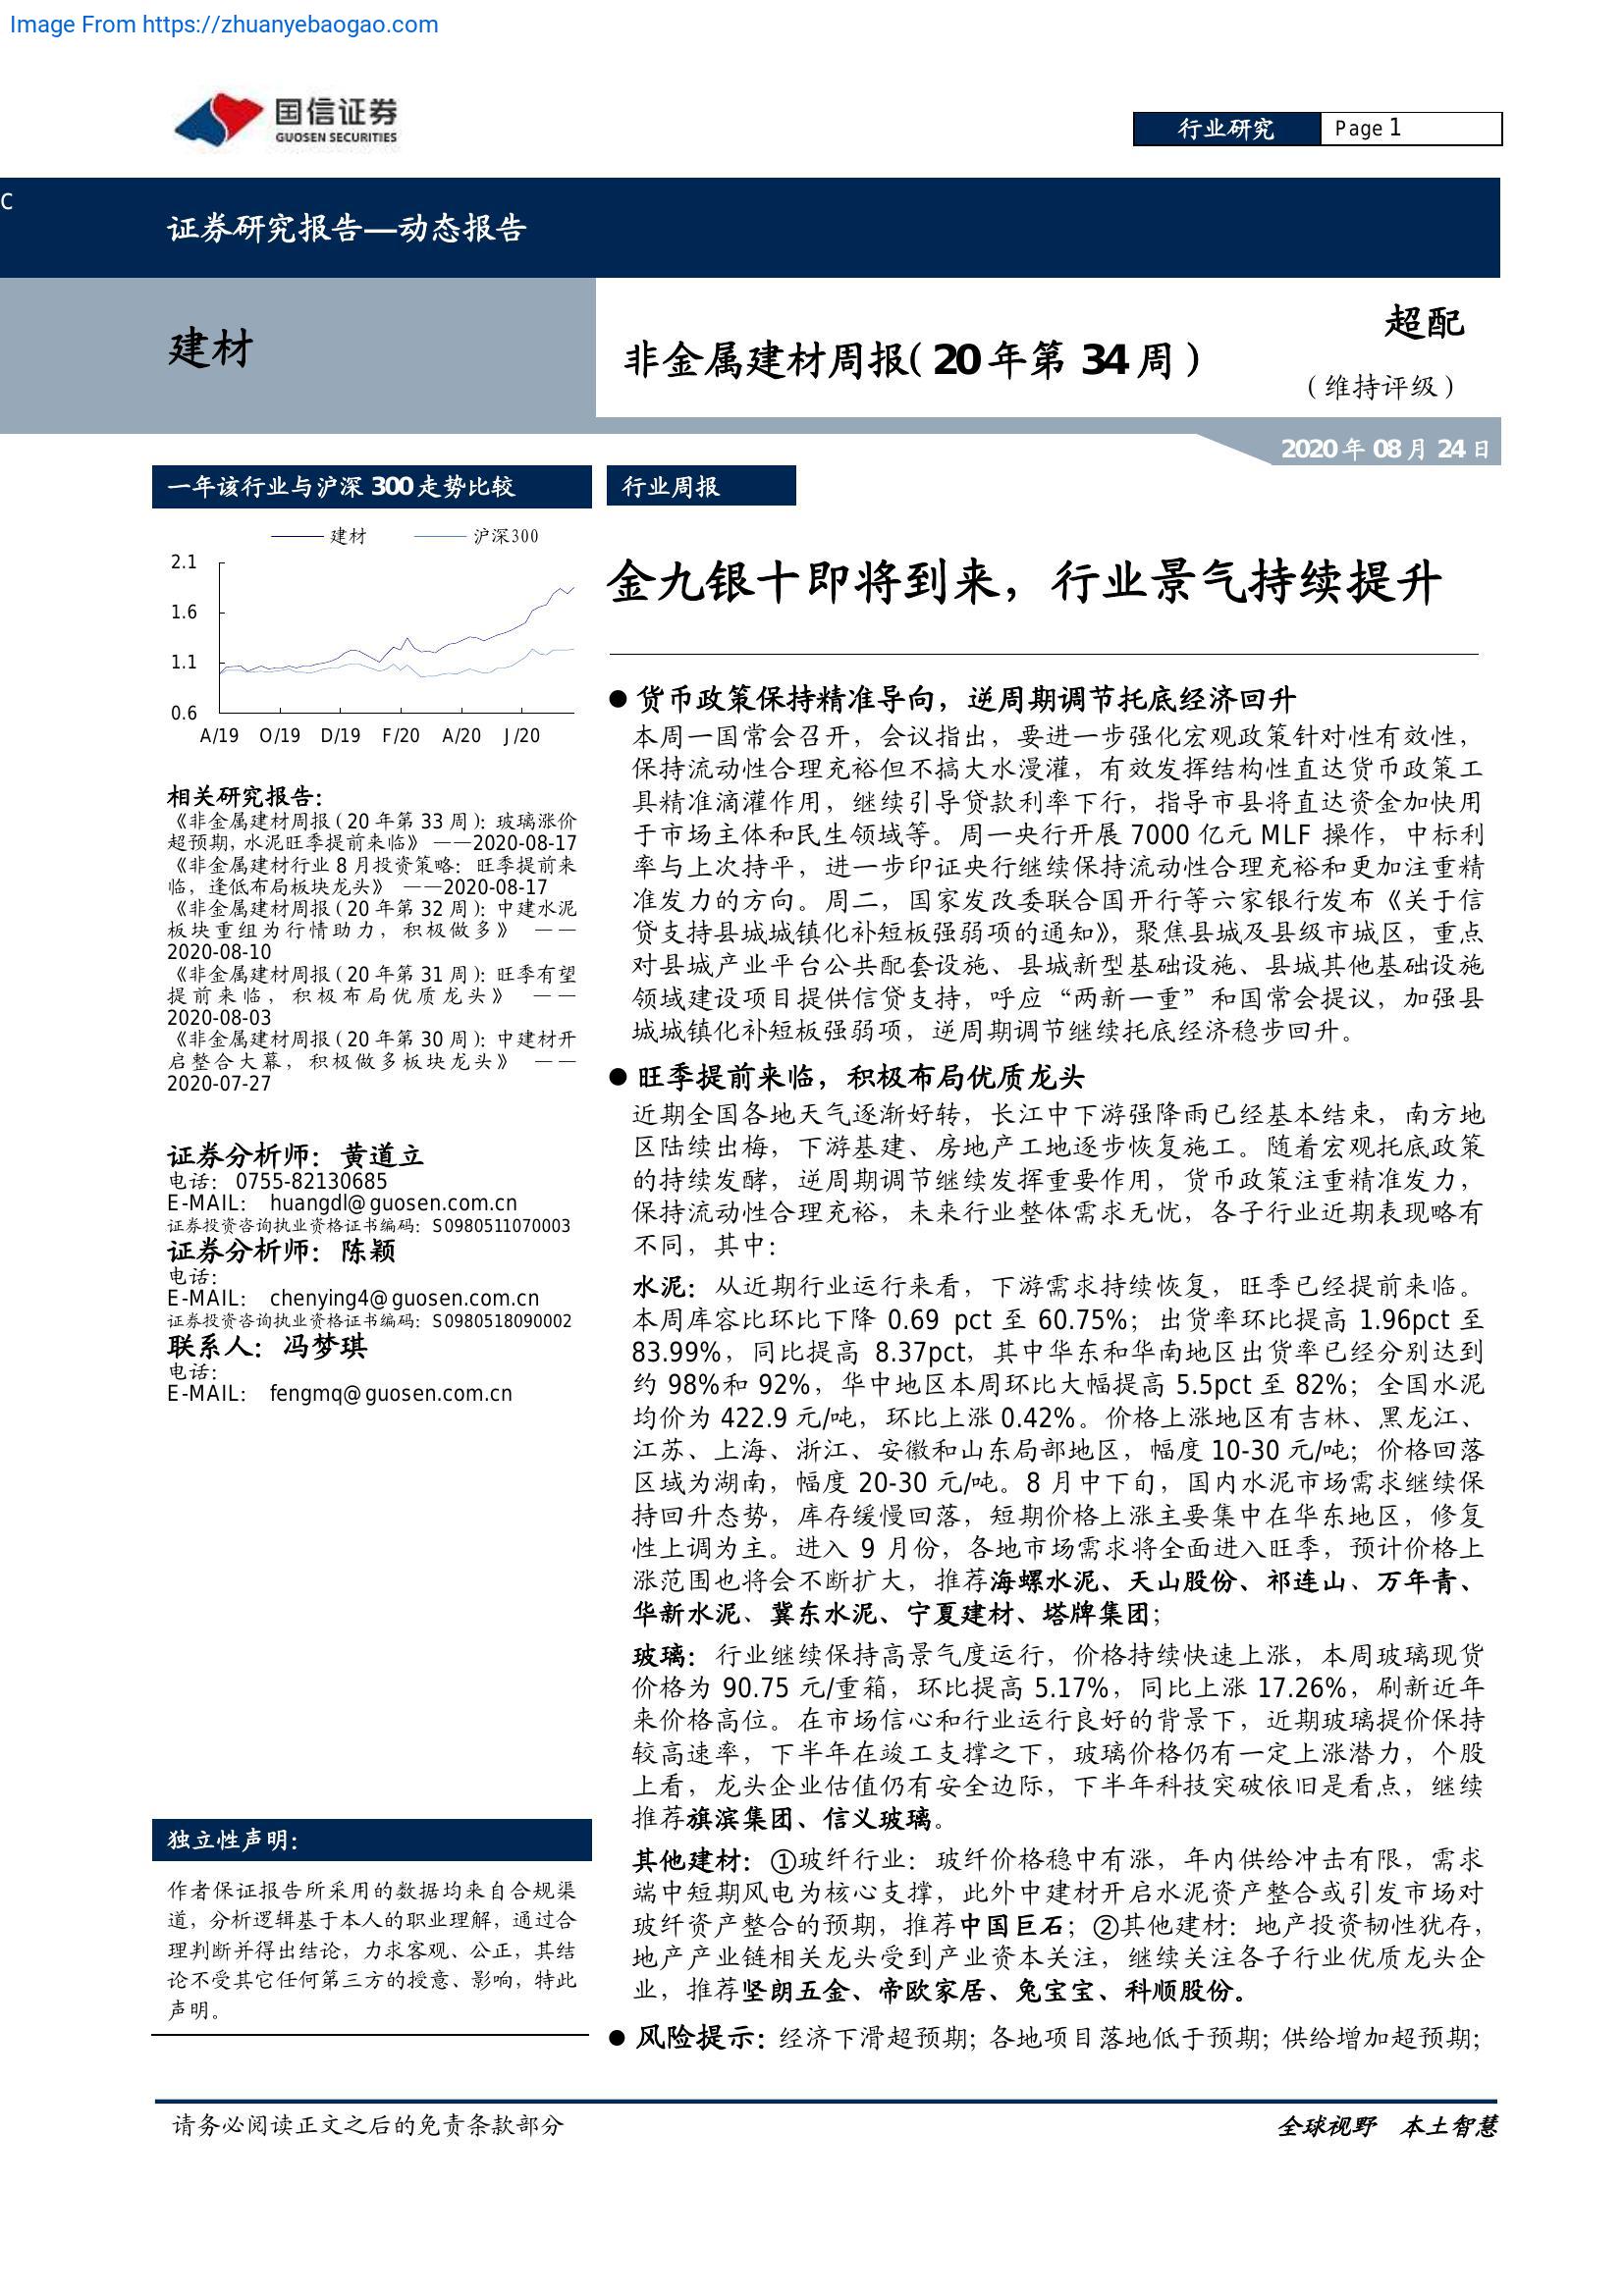 Image From https://zhuanyebaogao.com
国信证券
GUOSEN SECURITIES
行业研究
Page 1
C
证券研究报告—动态报告
建材
非金属建材周报(20年第34周)
超配
(维持评级)
2020年08月24日
一年该行业与沪深300走势比较
建材 沪深300
2.1
1.6
1.1
0.6
A/19 O/19 D/19 F/20 A/20 J/20
相关研究报告:
《非金属建材周报(20年第33周):玻璃涨价
超预期,水泥旺季提前来临》 ——2020-08-17
《非金属建材行业8月投资策略:旺季提前来
临,逢低布局板块龙头》 ——2020-08-17
《非金属建材周报(20年第32周):中建水泥
板块重组为行情助力,积极做多》 ——
2020-08-10
《非金属建材周报(20年第31周):旺季有望
提前来临,积极布局优质龙头》 ——
2020-08-03
《非金属建材周报(20年第30周):中建材开
启整合大幕,积极做多板块龙头》 ——
2020-07-27
证券分析师:黄道立
电话: 0755-82130685
E-MAIL: huangdl@guosen.com.cn
证券投资咨询执业资格证书编码:S0980511070003
证券分析师:陈颖
电话:
E-MAIL: chenying4@guosen.com.cn
证券投资咨询执业资格证书编码:S0980518090002
联系人:冯梦琪
电话:
E-MAIL: fengmq@guosen.com.cn
独立性声明:
作者保证报告所采用的数据均来自合规渠
道,分析逻辑基于本人的职业理解,通过合
理判断并得出结论,力求客观、公正,其结
论不受其它任何第三方的授意、影响,特此
声明。
行业周报
金九银十即将到来,行业景气持续提升
● 货币政策保持精准导向,逆周期调节托底经济回升
本周一国常会召开,会议指出,要进一步强化宏观政策针对性有效性,
保持流动性合理充裕但不搞大水漫灌,有效发挥结构性直达货币政策工
具精准滴灌作用,继续引导贷款利率下行,指导市县将直达资金加快用
于市场主体和民生领域等。周一央行开展7000亿元MLF操作,中标利
率与上次持平,进一步印证央行继续保持流动性合理充裕和更加注重精
准发力的方向。周二,国家发改委联合国开行等六家银行发布《关于信
贷支持县城城镇化补短板强弱项的通知》,聚焦县城及县级市城区,重点
对县城产业平台公共配套设施、县城新型基础设施、县城其他基础设施
领域建设项目提供信贷支持,呼应“两新一重”和国常会提议,加强县
城城镇化补短板强弱项,逆周期调节继续托底经济稳步回升。
● 旺季提前来临,积极布局优质龙头
近期全国各地天气逐渐好转,长江中下游强降雨已经基本结束,南方地
区陆续出梅,下游基建、房地产工地逐步恢复施工。随着宏观托底政策
的持续发酵,逆周期调节继续发挥重要作用,货币政策注重精准发力,
保持流动性合理充裕,未来行业整体需求无忧,各子行业近期表现略有
不同,其中:
水泥:从近期行业运行来看,下游需求持续恢复,旺季已经提前来临。
本周库容比环比下降0.69 pct至60.75%;出货率环比提高1.96pct至
83.99%,同比提高8.37pct,其中华东和华南地区出货率已经分别达到
约98%和92%,华中地区本周环比大幅提高5.5pct至82%;全国水泥
均价为422.9元/吨,环比上涨0.42%。价格上涨地区有吉林、黑龙江、
江苏、上海、浙江、安徽和山东局部地区,幅度10-30元/吨;价格回落
区域为湖南,幅度20-30元/吨。8月中下旬,国内水泥市场需求继续保
持回升态势,库存缓慢回落,短期价格上涨主要集中在华东地区,修复
性上调为主。进入9月份,各地市场需求将全面进入旺季,预计价格上
涨范围也将会不断扩大,推荐海螺水泥、天山股份、祁连山、万年青、
华新水泥、冀东水泥、宁夏建材、塔牌集团;
玻璃:行业继续保持高景气度运行,价格持续快速上涨,本周玻璃现货
价格为90.75元/重箱,环比提高5.17%,同比上涨17.26%,刷新近年
来价格高位。在市场信心和行业运行良好的背景下,近期玻璃提价保持
较高速率,下半年在竣工支撑之下,玻璃价格仍有一定上涨潜力,个股
上看,龙头企业估值仍有安全边际,下半年科技突破依旧是看点,继续
推荐旗滨集团、信义玻璃。
其他建材:①玻纤行业:玻纤价格稳中有涨,年内供给冲击有限,需求
端中短期风电为核心支撑,此外中建材开启水泥资产整合或引发市场对
玻纤资产整合的预期,推荐中国巨石;②其他建材:地产投资韧性犹存,
地产产业链相关龙头受到产业资本关注,继续关注各子行业优质龙头企
业,推荐坚朗五金、帝欧家居、兔宝宝、科顺股份。
● 风险提示:经济下滑超预期;各地项目落地低于预期;供给增加超预期;
请务必阅读正文之后的免责条款部分
全球视野 本土智慧